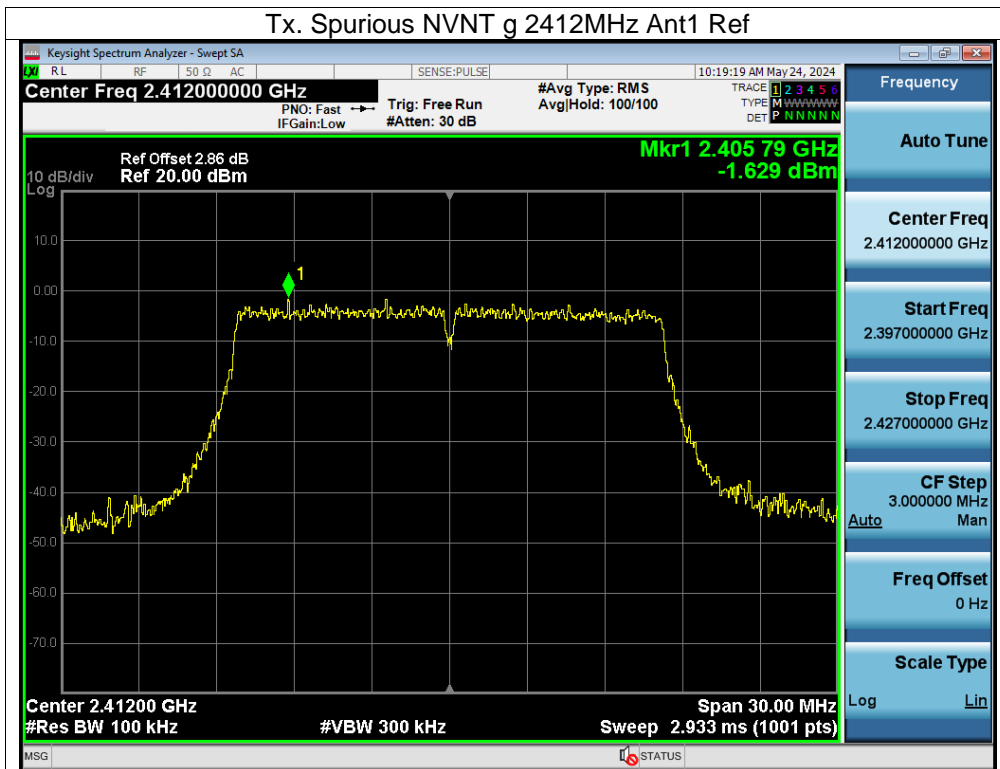 Tx. Spurious NVNT g 2412MHz Ant1 Ref
Keysight Spectrum Analyzer - Swept SA
LXI RL RF 50 Ω AC SENSE:PULSE 10:19:19 AM May 24, 2024
Center Freq 2.412000000 GHz
PNO: Fast
IFGain:Low
Trig: Free Run
#Atten: 30 dB
#Avg Type: RMS
Avg|Hold: 100/100
TRACE 1 2 3 4 5 6
TYPE M W W W W W
DET P N N N N N
Ref Offset 2.86 dB
Ref 20.00 dBm
10 dB/div
Log
Mkr1 2.405 79 GHz
-1.629 dBm
10.0
0.00
-10.0
-20.0
-30.0
-40.0
-50.0
-60.0
-70.0
1
Center 2.41200 GHz
#Res BW 100 kHz
#VBW 300 kHz
Span 30.00 MHz
Sweep 2.933 ms (1001 pts)
MSG
STATUS
Frequency
Auto Tune
Center Freq
2.412000000 GHz
Start Freq
2.397000000 GHz
Stop Freq
2.427000000 GHz
CF Step
3.000000 MHz
Auto Man
Freq Offset
0 Hz
Scale Type
Log Lin